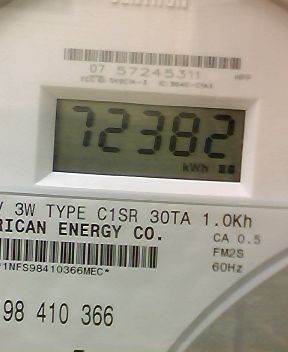 07 57245311
72382
kWh
V 3W TYPE C1SR 30TA 1.0Kh
RICAN ENERGY CO.
CA 0.5
FM2S
60Hz
*1NFS98410366MEC*
98 410 366